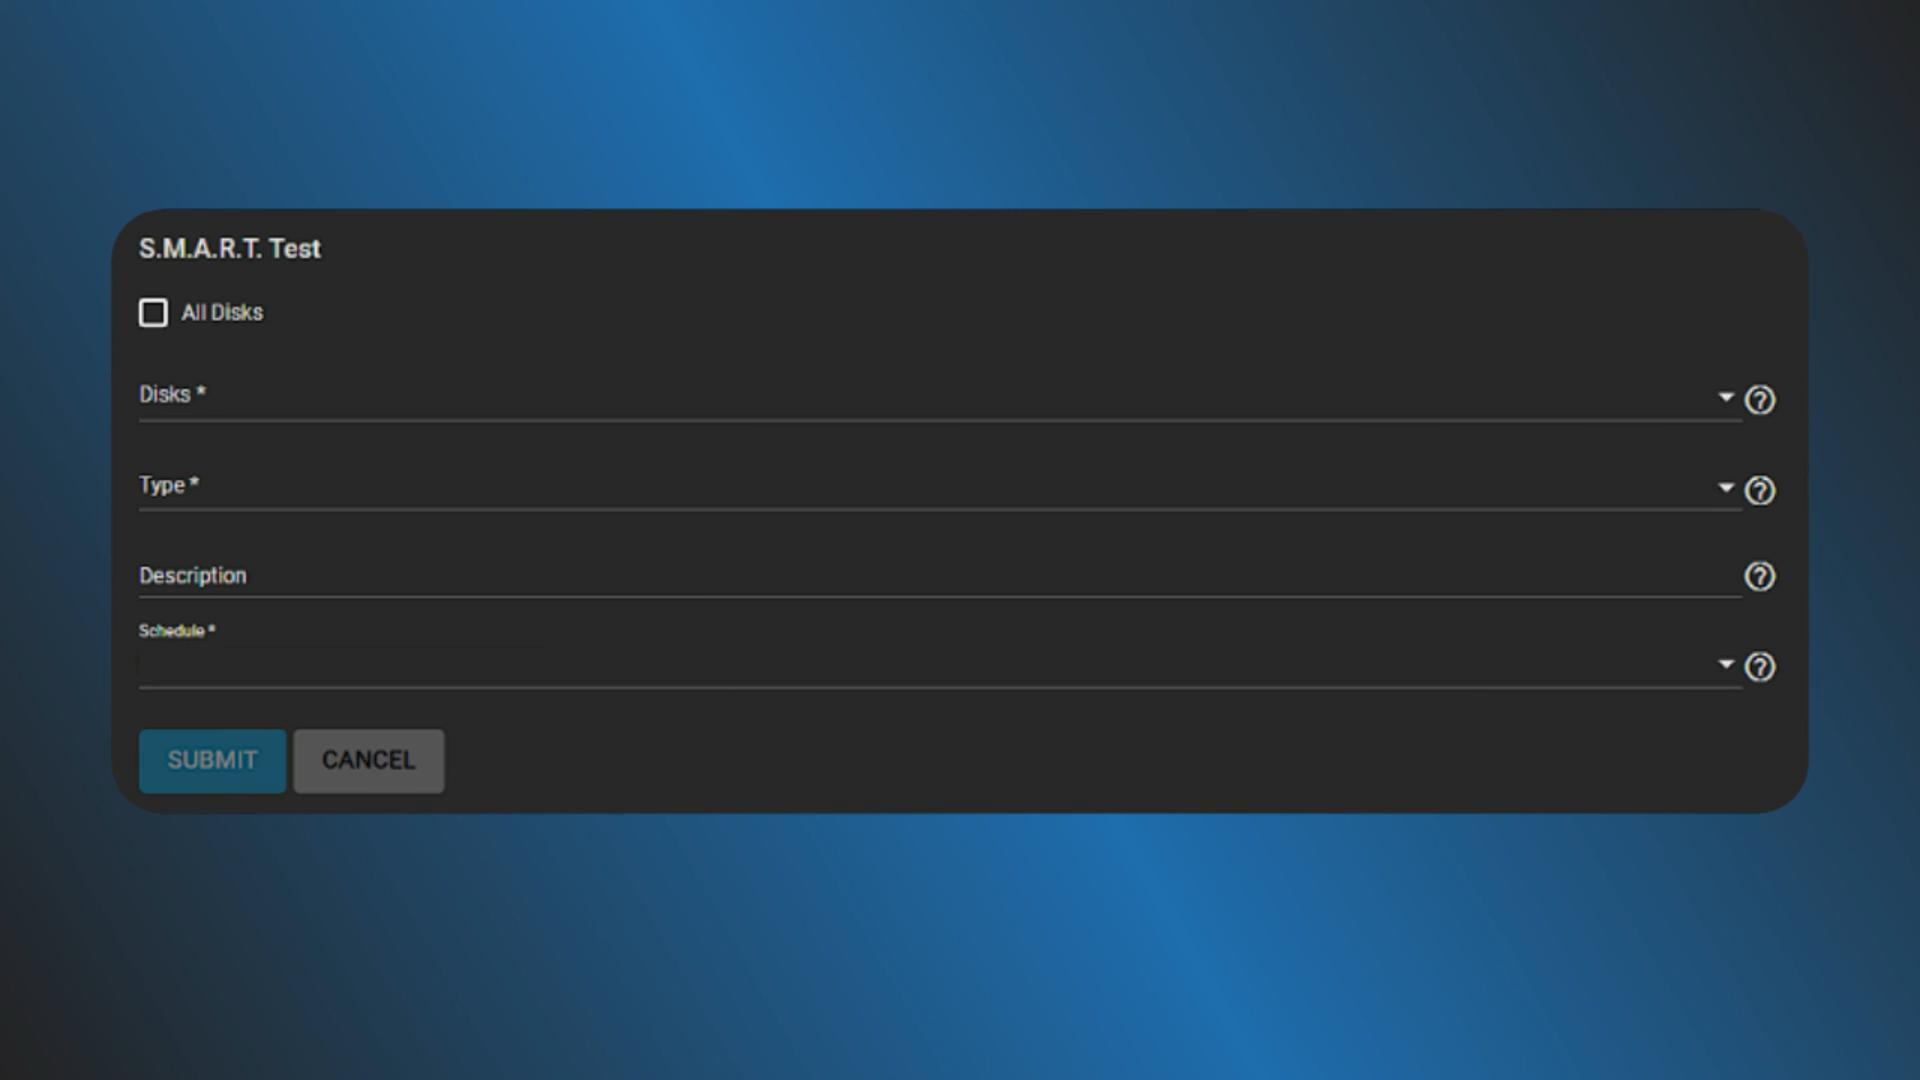 S.M.A.R.T. Test
All Disks
Disks *
Type *
Description
Schedule *
SUBMIT CANCEL